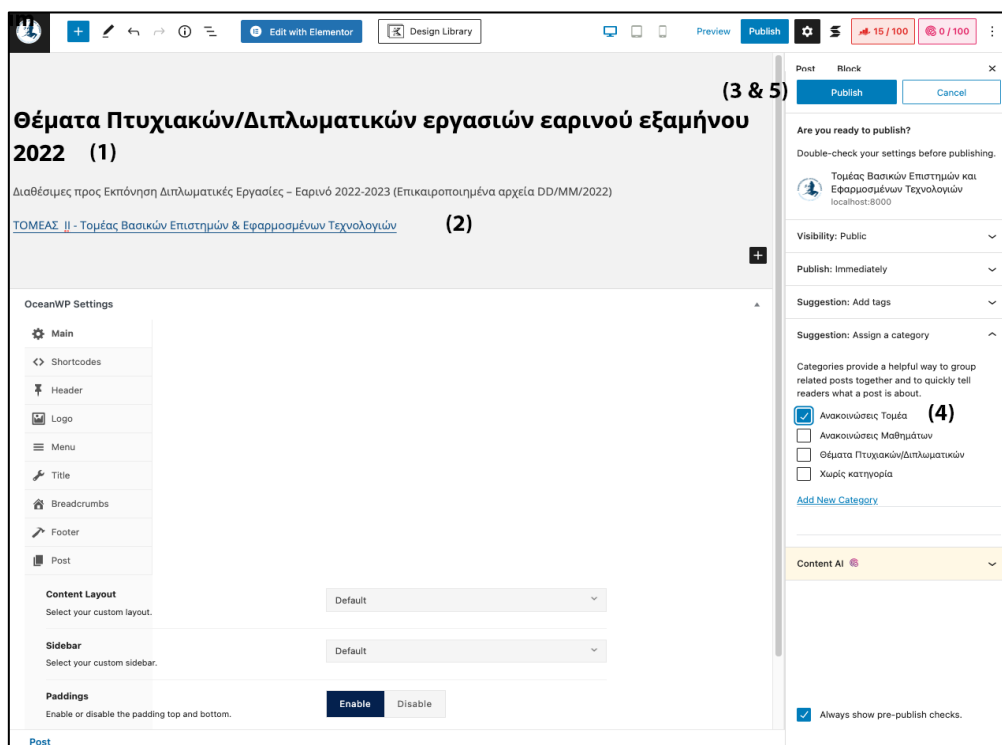 im
Edit with Elementor
Design Library
Preview
Publish
15 / 100
0 / 100
Θέματα Πτυχιακών/Διπλωματικών εργασιών εαρινού εξαμήνου
2022 (1)
Διαθέσιμες προς Εκπόνηση Διπλωματικές Εργασίες – Εαρινό 2022-2023 (Επικαιροποιημένα αρχεία DD/MM/2022)
ΤΟΜΕΑΣ II - Τομέας Βασικών Επιστημών & Εφαρμοσμένων Τεχνολογιών (2)
OceanWP Settings
Main
Shortcodes
Header
Logo
Menu
Title
Breadcrumbs
Footer
Post
Content Layout
Select your custom layout.
Default
Sidebar
Select your custom sidebar.
Default
Paddings
Enable or disable the padding top and bottom.
Enable Disable
Post
Post Block
(3 & 5)
Publish Cancel
Are you ready to publish?
Double-check your settings before publishing.
Τομέας Βασικών Επιστημών και
Εφαρμοσμένων Τεχνολογιών
localhost:8000
Visibility: Public
Publish: Immediately
Suggestion: Add tags
Suggestion: Assign a category
Categories provide a helpful way to group
related posts together and to quickly tell
readers what a post is about.
Ανακοινώσεις Τομέα (4)
Ανακοινώσεις Μαθημάτων
Θέματα Πτυχιακών/Διπλωματικών
Χωρίς κατηγορία
Add New Category
Content AI
Always show pre-publish checks.